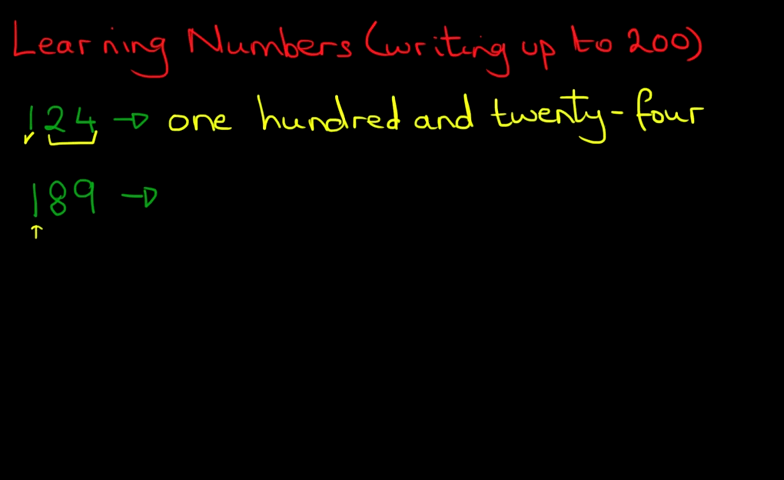 Learning Numbers (writing up to 200)
124 → one hundred and twenty-four
189 →